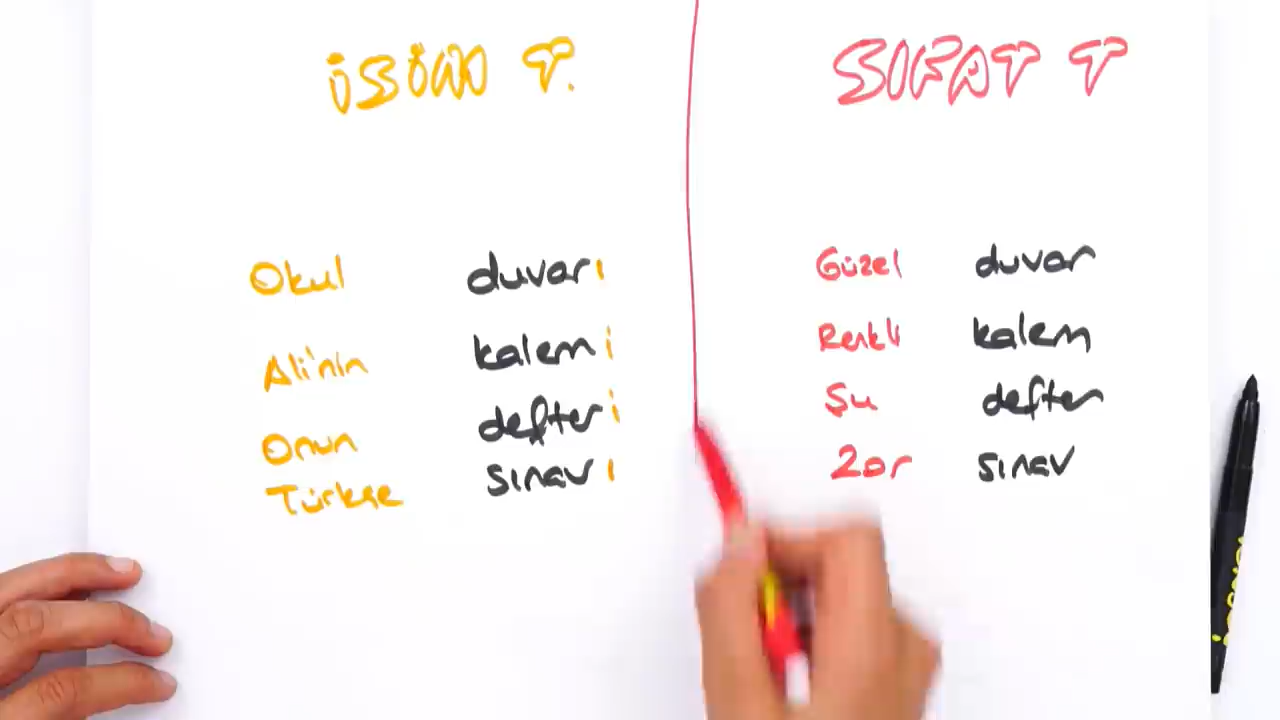 İSİM T.
Okul duvarı
Ali'nin kalemi
Onun defteri
Türkçe sınavı
SIFAT T
Güzel duvar
Renkli kalem
Şu defter
Zor sınav